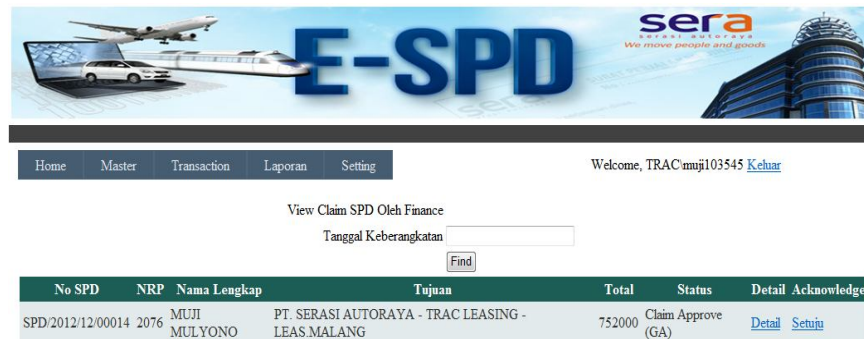 E-SPD
sera
serasi autoraya
We move people and goods
Home Master Transaction Laporan Setting
Welcome, TRAC\muji103545 Keluar
View Claim SPD Oleh Finance
Tanggal Keberangkatan
Find
No SPD NRP Nama Lengkap Tujuan Total Status Detail Acknowledge
SPD/2012/12/00014 2076 MUJI MULYONO PT. SERASI AUTORAYA - TRAC LEASING - LEAS.MALANG 752000 Claim Approve (GA) Detail Setuju